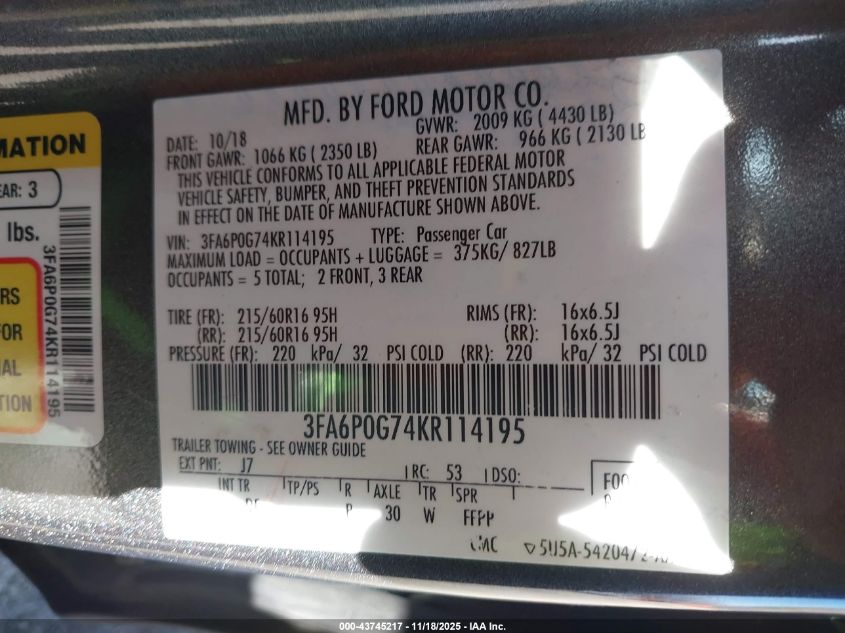 MFD. BY FORD MOTOR CO.
DATE: 10/18 GVWR: 2009 KG ( 4430 LB)
FRONT GAWR: 1066 KG ( 2350 LB) REAR GAWR: 966 KG ( 2130 LB
THIS VEHICLE CONFORMS TO ALL APPLICABLE FEDERAL MOTOR
VEHICLE SAFETY, BUMPER, AND THEFT PREVENTION STANDARDS
IN EFFECT ON THE DATE OF MANUFACTURE SHOWN ABOVE.
VIN: 3FA6P0G74KR114195 TYPE: Passenger Car
MAXIMUM LOAD = OCCUPANTS + LUGGAGE = 375KG/ 827LB
OCCUPANTS = 5 TOTAL; 2 FRONT, 3 REAR
TIRE (FR): 215/60R16 95H RIMS (FR): 16x6.5J
(RR): 215/60R16 95H (RR): 16x6.5J
PRESSURE (FR): 220 kPa/ 32 PSI COLD (RR): 220 kPa/ 32 PSI COLD
3FA6P0G74KR114195
TRAILER TOWING - SEE OWNER GUIDE
EXT PNT: J7 RC: 53 DSO:
INT TR TP/PS R AXLE TR SPR
30 W FFPP
MATION
EAR: 3
lbs.
3FA6P0G74KR114195
RS
FOR
IAL
TION
000-43745217 - 11/18/2025 - IAA Inc.